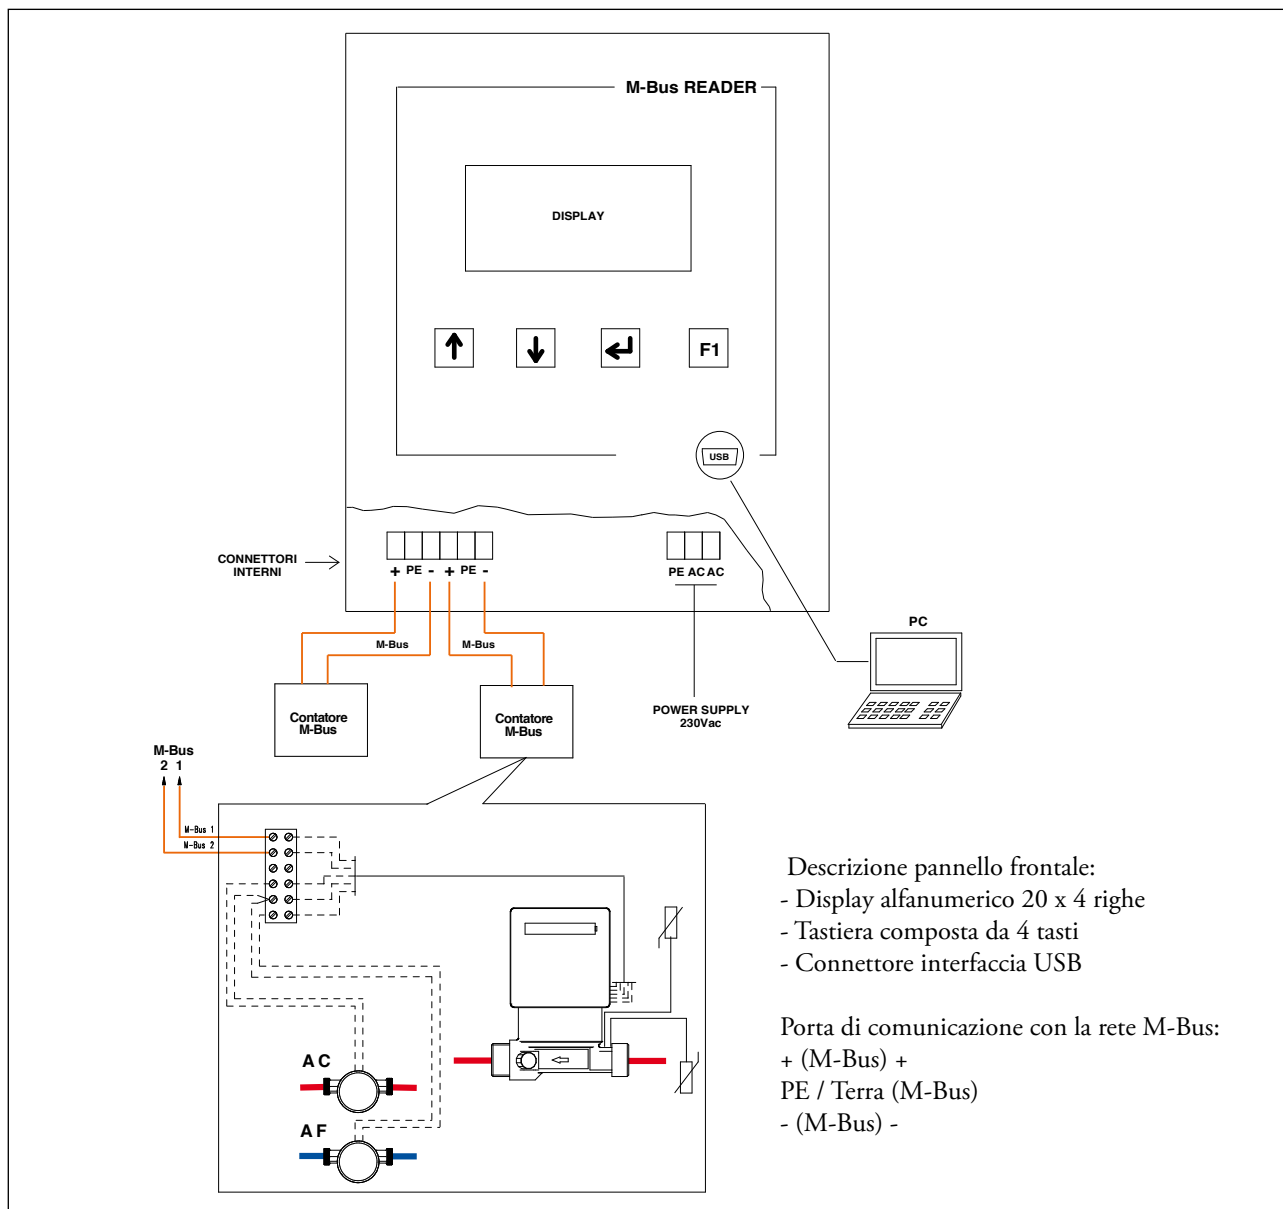 M-Bus READER
DISPLAY
F1
USB
CONNETTORI
INTERNI
+ PE - + PE -
PE AC AC
M-Bus M-Bus
PC
Contatore
M-Bus
Contatore
M-Bus
POWER SUPPLY
230Vac
M-Bus
2 1
M-Bus 1
M-Bus 2
AC
AF
Descrizione pannello frontale:
- Display alfanumerico 20 x 4 righe
- Tastiera composta da 4 tasti
- Connettore interfaccia USB
Porta di comunicazione con la rete M-Bus:
+ (M-Bus) +
PE / Terra (M-Bus)
- (M-Bus) -